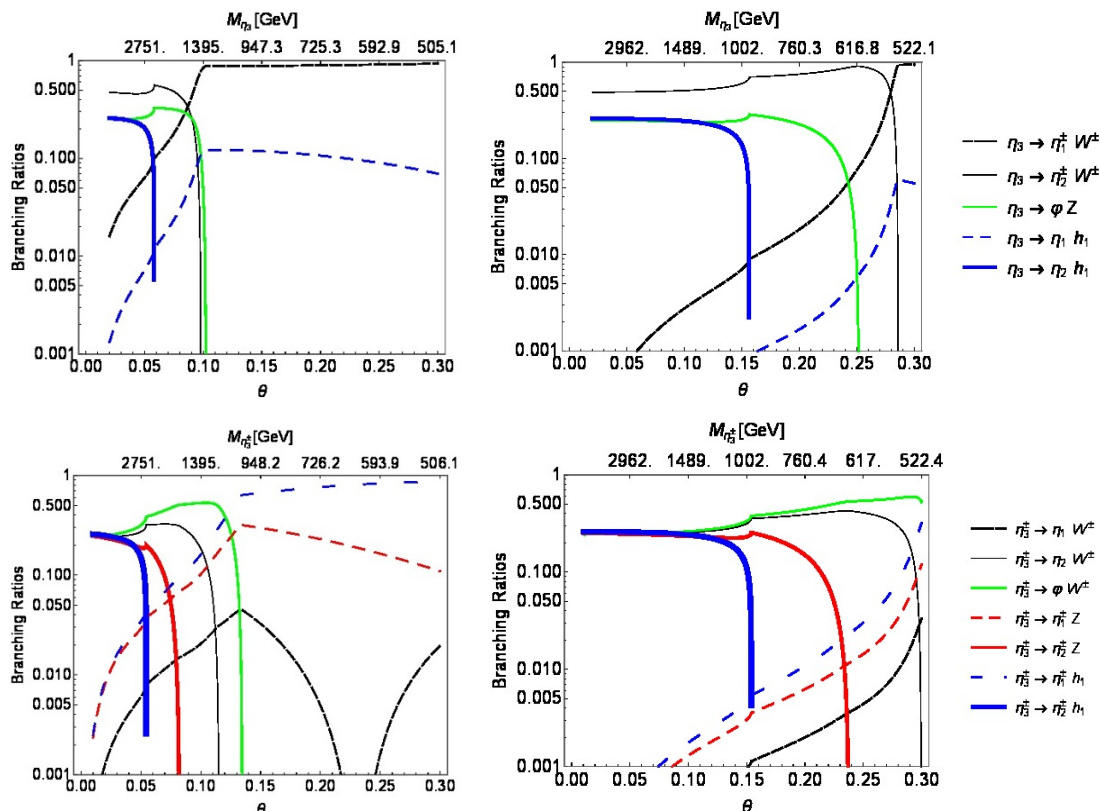 M_η₃ [GeV]
2751. 1395. 947.3 725.3 592.9 505.1
1
0.500
0.100
0.050
0.010
0.005
0.001
Branching Ratios
0.00 0.05 0.10 0.15 0.20 0.25 0.30
θ
M_η₃ [GeV]
2962. 1489. 1002. 760.3 616.8 522.1
1
0.500
0.100
0.050
0.010
0.005
0.001
Branching Ratios
0.00 0.05 0.10 0.15 0.20 0.25 0.30
θ
η₃ → η₁^± W^±
η₃ → η₂^± W^±
η₃ → φ Z
η₃ → η₁ h₁
η₃ → η₂ h₁
M_η₃^± [GeV]
2751. 1395. 948.2 726.2 593.9 506.1
1
0.500
0.100
0.050
0.010
0.005
0.001
Branching Ratios
0.00 0.05 0.10 0.15 0.20 0.25 0.30
θ
M_η₃^± [GeV]
2962. 1489. 1002. 760.4 617. 522.4
1
0.500
0.100
0.050
0.010
0.005
0.001
Branching Ratios
0.00 0.05 0.10 0.15 0.20 0.25 0.30
θ
η₃^± → η₁ W^±
η₃^± → η₂ W^±
η₃^± → φ W^±
η₃^± → η₁^± Z
η₃^± → η₂^± Z
η₃^± → η₁^± h₁
η₃^± → η₂^± h₁